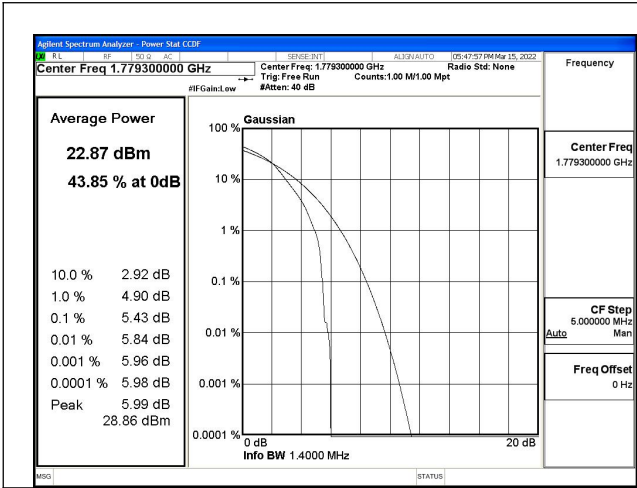 Agilent Spectrum Analyzer - Power Stat CCDF
RL RF 50 Ω AC SENSE:INT ALIGNAUTO 05:47:57 PM Mar 15, 2022
Center Freq 1.779300000 GHz
Center Freq: 1.779300000 GHz Radio Std: None
Trig: Free Run Counts:1.00 M/1.00 Mpt
#IFGain:Low #Atten: 40 dB
Frequency
Average Power
22.87 dBm
43.85 % at 0dB
10.0 % 2.92 dB
1.0 % 4.90 dB
0.1 % 5.43 dB
0.01 % 5.84 dB
0.001 % 5.96 dB
0.0001 % 5.98 dB
Peak 5.99 dB
28.86 dBm
Gaussian
100 %
10 %
1 %
0.1 %
0.01 %
0.001 %
0.0001 %
0 dB 20 dB
Info BW 1.4000 MHz
Center Freq
1.779300000 GHz
CF Step
5.000000 MHz
Auto Man
Freq Offset
0 Hz
MSG STATUS